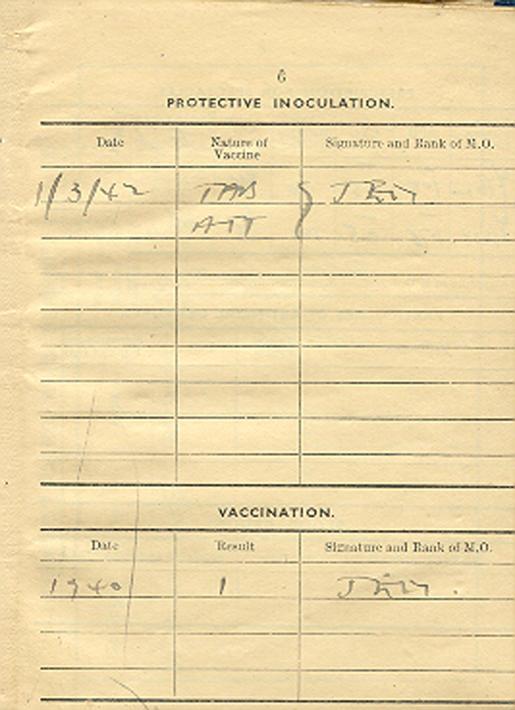 6
PROTECTIVE INOCULATION.
Date Nature of Vaccine Signature and Rank of M.O.
1/3/42 TAB
ATT
VACCINATION.
Date Result Signature and Rank of M.O.
1940 1